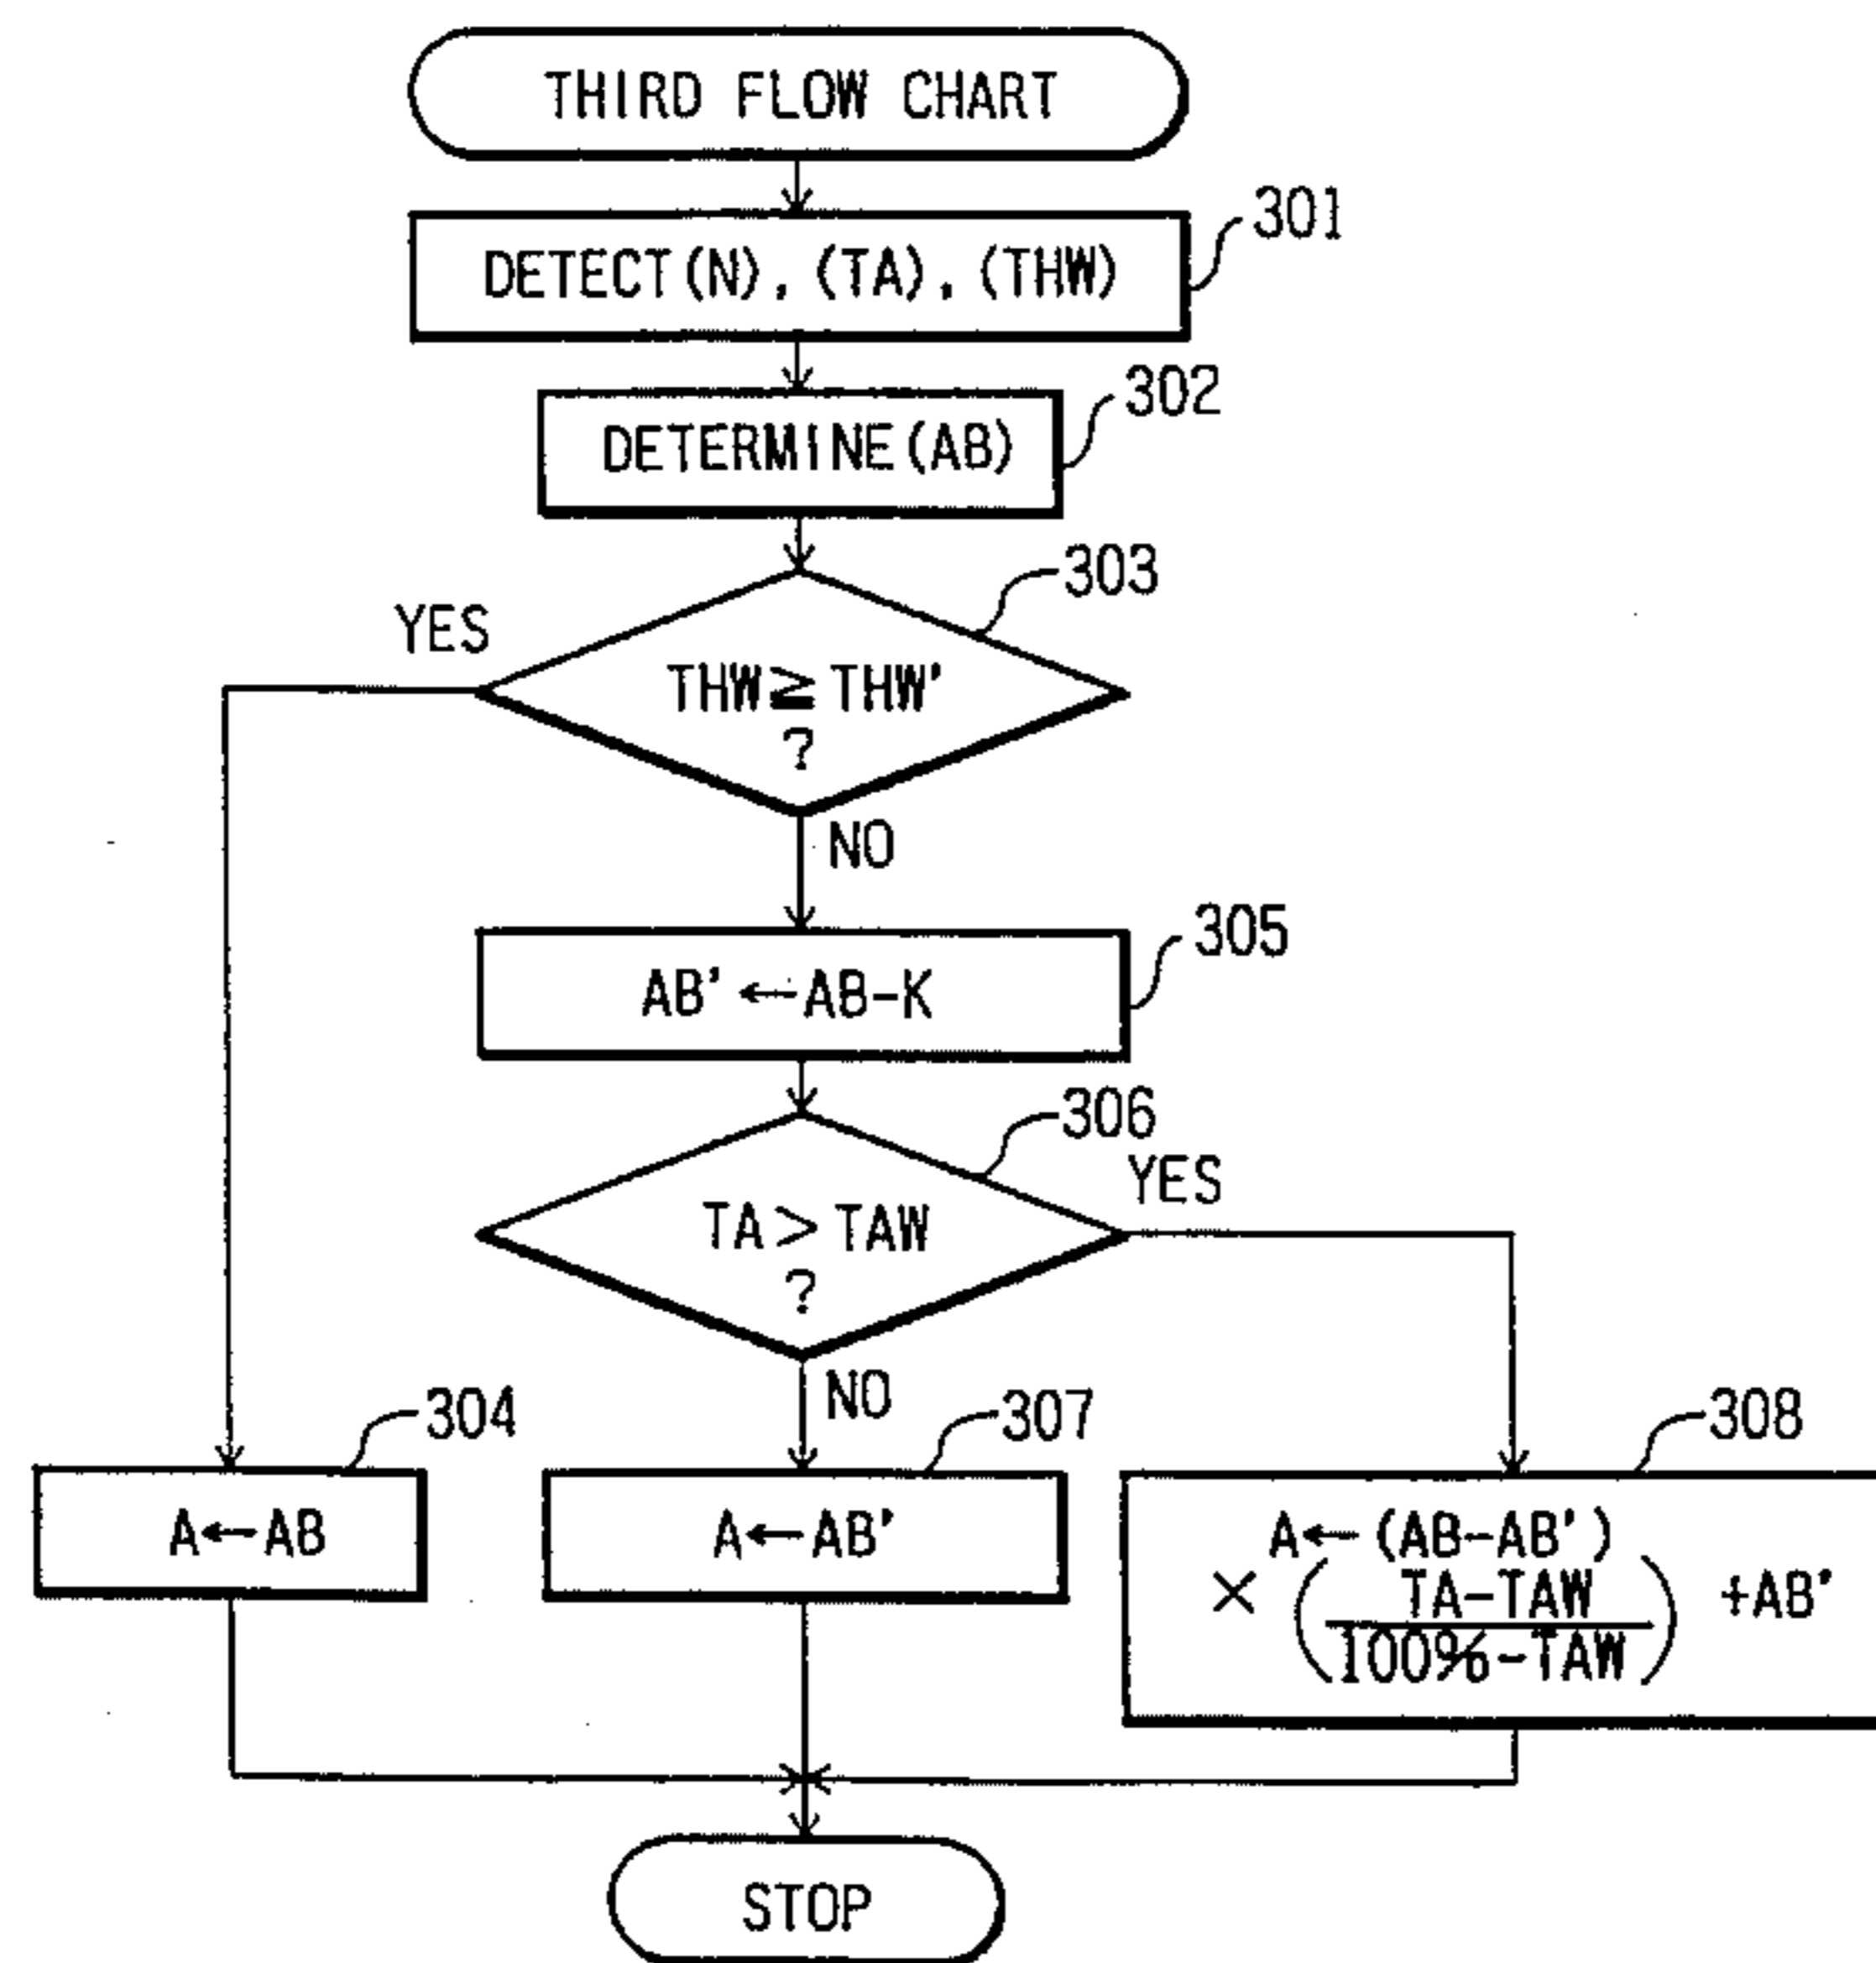 THIRD FLOW CHART
301
DETECT(N), (TA), (THW)
302
DETERMINE(AB)
303
YES
THW≧THW'
?
NO
305
AB'←AB-K
306
YES
TA>TAW
?
NO
304
307
308
A←AB
A←AB'
A←(AB-AB')
×(TA-TAW
100%-TAW) +AB'
STOP